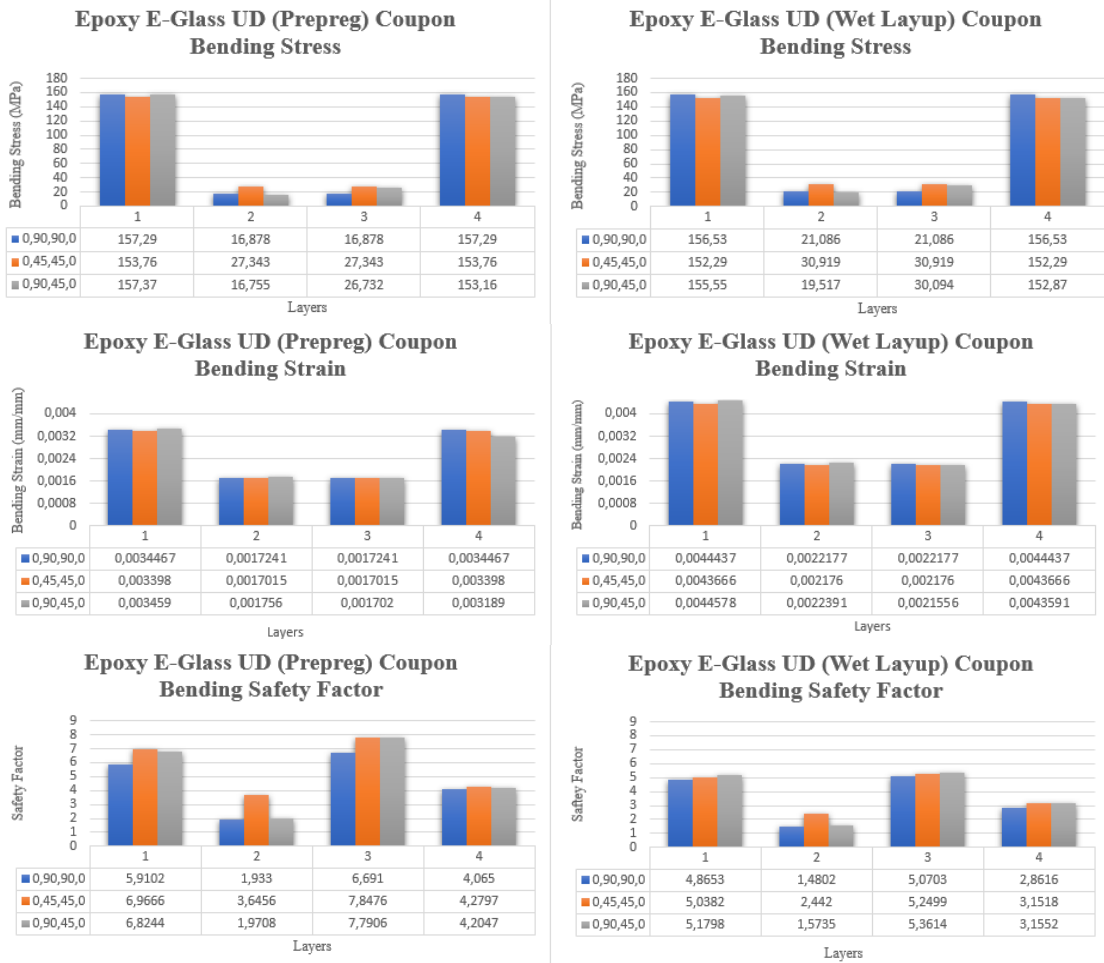 Epoxy E-Glass UD (Prepreg) Coupon
Bending Stress
Bending Stress (MPa)
180
160
140
120
100
80
60
40
20
0
1 2 3 4
0,90,90,0 157,29 16,878 16,878 157,29
0,45,45,0 153,76 27,343 27,343 153,76
0,90,45,0 157,37 16,755 26,732 153,16
Layers
Epoxy E-Glass UD (Wet Layup) Coupon
Bending Stress
Bending Stress (MPa)
180
160
140
120
100
80
60
40
20
0
1 2 3 4
0,90,90,0 156,53 21,086 21,086 156,53
0,45,45,0 152,29 30,919 30,919 152,29
0,90,45,0 155,55 19,517 30,094 152,87
Layers
Epoxy E-Glass UD (Prepreg) Coupon
Bending Strain
Bending Strain (mm/mm)
0,004
0,0032
0,0024
0,0016
0,0008
0
1 2 3 4
0,90,90,0 0,0034467 0,0017241 0,0017241 0,0034467
0,45,45,0 0,003398 0,0017015 0,0017015 0,003398
0,90,45,0 0,003459 0,001756 0,001702 0,003189
Layers
Epoxy E-Glass UD (Wet Layup) Coupon
Bending Strain
Bending Strain (mm/mm)
0,004
0,0032
0,0024
0,0016
0,0008
0
1 2 3 4
0,90,90,0 0,0044437 0,0022177 0,0022177 0,0044437
0,45,45,0 0,0043666 0,002176 0,002176 0,0043666
0,90,45,0 0,0044578 0,0022391 0,0021556 0,0043591
Layers
Epoxy E-Glass UD (Prepreg) Coupon
Bending Safety Factor
Safety Factor
9
8
7
6
5
4
3
2
1
0
1 2 3 4
0,90,90,0 5,9102 1,933 6,691 4,065
0,45,45,0 6,9666 3,6456 7,8476 4,2797
0,90,45,0 6,8244 1,9708 7,7906 4,2047
Layers
Epoxy E-Glass UD (Wet Layup) Coupon
Bending Safety Factor
Saftey Factor
9
8
7
6
5
4
3
2
1
0
1 2 3 4
0,90,90,0 4,8653 1,4802 5,0703 2,8616
0,45,45,0 5,0382 2,442 5,2499 3,1518
0,90,45,0 5,1798 1,5735 5,3614 3,1552
Layers